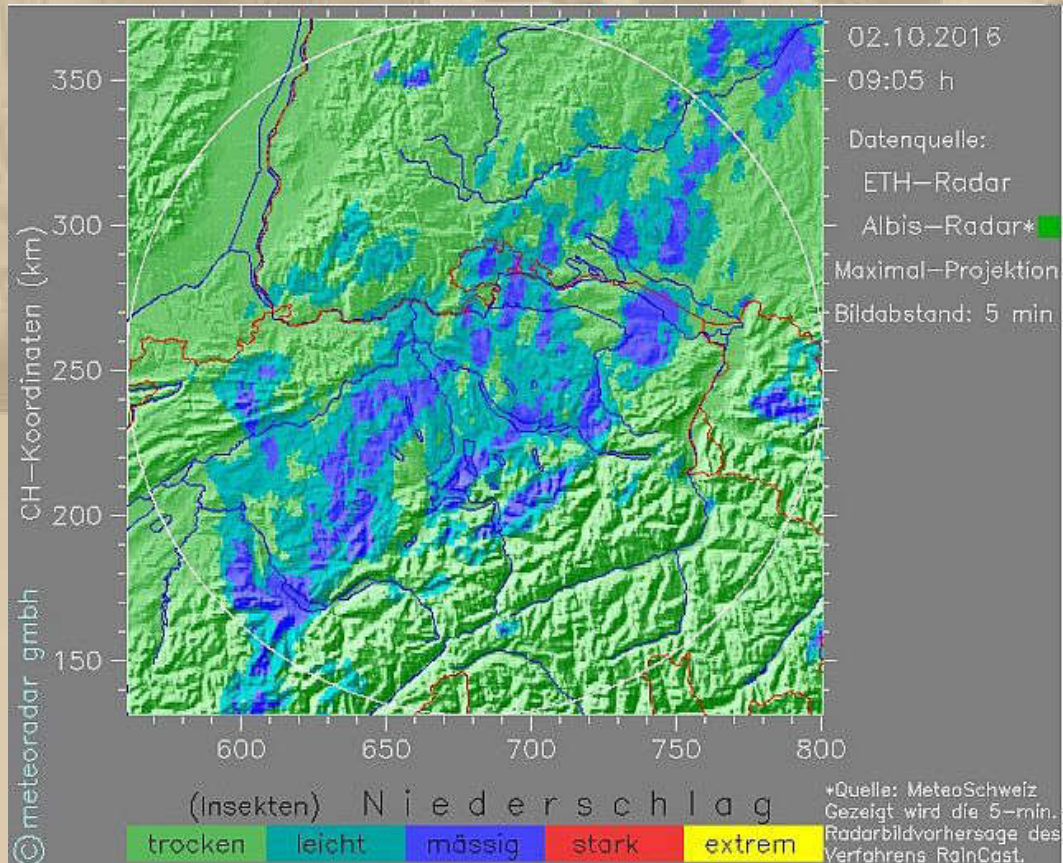 02.10.2016
09:05 h
Datenquelle:
ETH-Radar
Albis-Radar*
Maximal-Projektion
Bildabstand: 5 min
CH-Koordinaten (km)
350
300
250
200
150
600 650 700 750 800
©meteoradar gmbh
(Insekten) Niederschlag
trocken leicht mässig stark extrem
*Quelle: MeteoSchweiz
Gezeigt wird die 5-min.
Radarbildvorhersage des
Verfahrens RainCast.